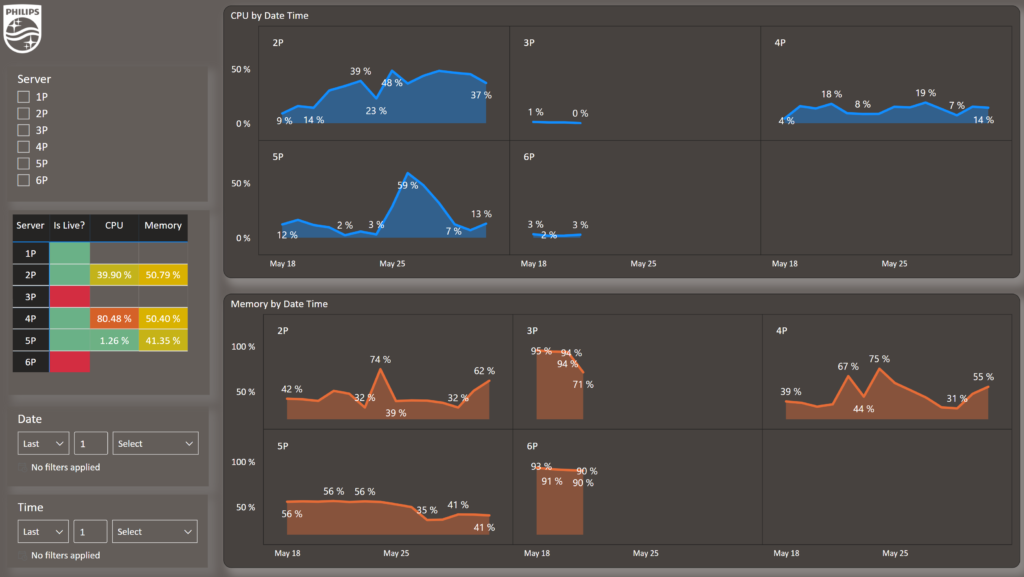 PHILIPS
Server
1P
2P
3P
4P
5P
6P
Server Is Live? CPU Memory
1P
2P 39.90 % 50.79 %
3P
4P 80.48 % 50.40 %
5P 1.26 % 41.35 %
6P
Date
Last 1 Select
No filters applied
Time
Last 1 Select
No filters applied
CPU by Date Time
2P 3P 4P
50 %
0 %
9 % 14 % 39 % 23 % 48 % 37 %
1 % 0 %
4 % 18 % 8 % 19 % 7 % 14 %
5P 6P
50 %
0 %
12 % 2 % 3 % 59 % 7 % 13 %
3 % 2 % 3 %
May 18 May 25 May 18 May 25 May 18 May 25
Memory by Date Time
2P 3P 4P
100 %
50 %
42 % 32 % 74 % 39 % 32 % 62 %
95 % 94 % 94 % 71 %
39 % 67 % 44 % 75 % 31 % 55 %
5P 6P
100 %
50 %
56 % 56 % 56 % 35 % 41 % 41 %
93 % 91 % 90 % 90 %
May 18 May 25 May 18 May 25 May 18 May 25